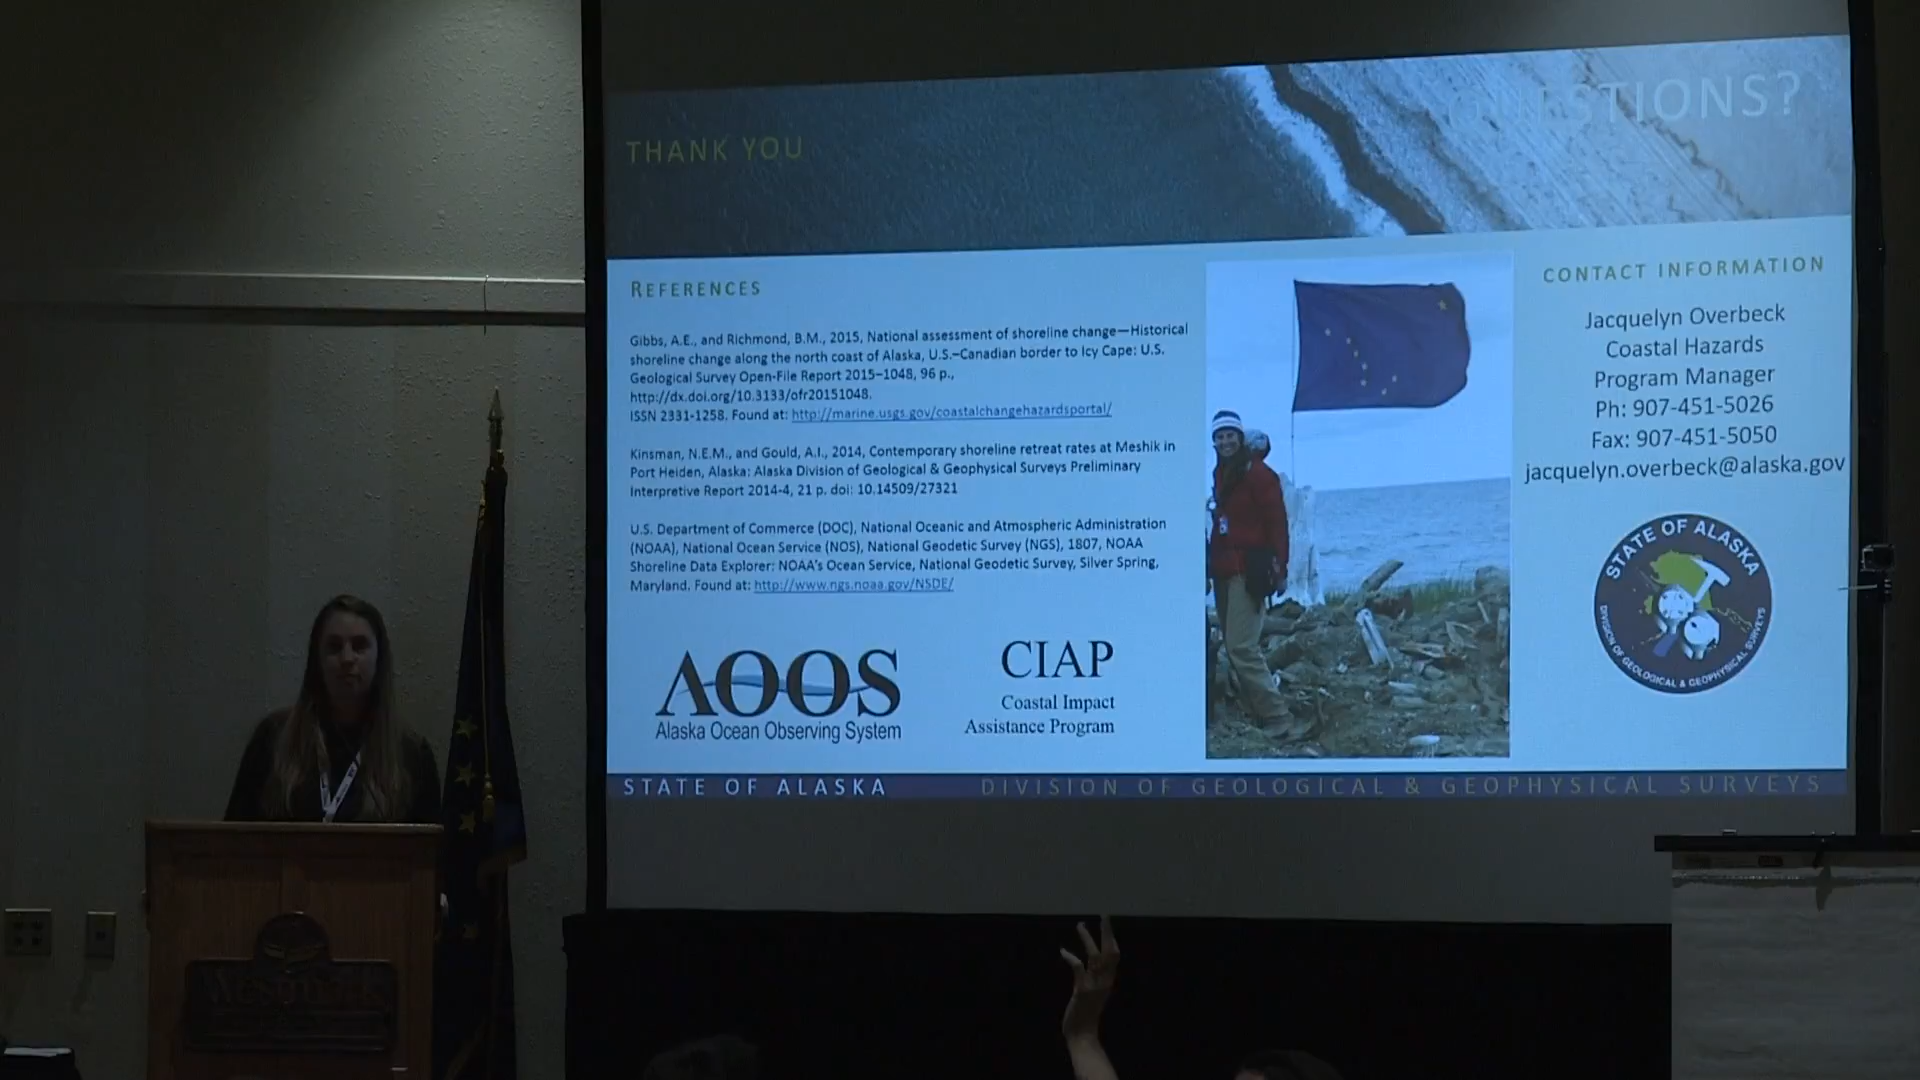 QUESTIONS?
THANK YOU
REFERENCES
Gibbs, A.E., and Richmond, B.M., 2015, National assessment of shoreline change—Historical
shoreline change along the north coast of Alaska, U.S.–Canadian border to Icy Cape: U.S.
Geological Survey Open-File Report 2015–1048, 96 p.,
http://dx.doi.org/10.3133/ofr20151048.
ISSN 2331-1258. Found at: http://marine.usgs.gov/coastalchangehazardsportal/
Kinsman, N.E.M., and Gould, A.I., 2014, Contemporary shoreline retreat rates at Meshik in
Port Heiden, Alaska: Alaska Division of Geological & Geophysical Surveys Preliminary
Interpretive Report 2014-4, 21 p. doi: 10.14509/27321
U.S. Department of Commerce (DOC), National Oceanic and Atmospheric Administration
(NOAA), National Ocean Service (NOS), National Geodetic Survey (NGS), 1807, NOAA
Shoreline Data Explorer: NOAA's Ocean Service, National Geodetic Survey, Silver Spring,
Maryland. Found at: http://www.ngs.noaa.gov/NSDE/
AOOS
Alaska Ocean Observing System
CIAP
Coastal Impact
Assistance Program
CONTACT INFORMATION
Jacquelyn Overbeck
Coastal Hazards
Program Manager
Ph: 907-451-5026
Fax: 907-451-5050
jacquelyn.overbeck@alaska.gov
STATE OF ALASKA
DIVISION OF GEOLOGICAL & GEOPHYSICAL SURVEYS
STATE OF ALASKA DIVISION OF GEOLOGICAL & GEOPHYSICAL SURVEYS
Westmark